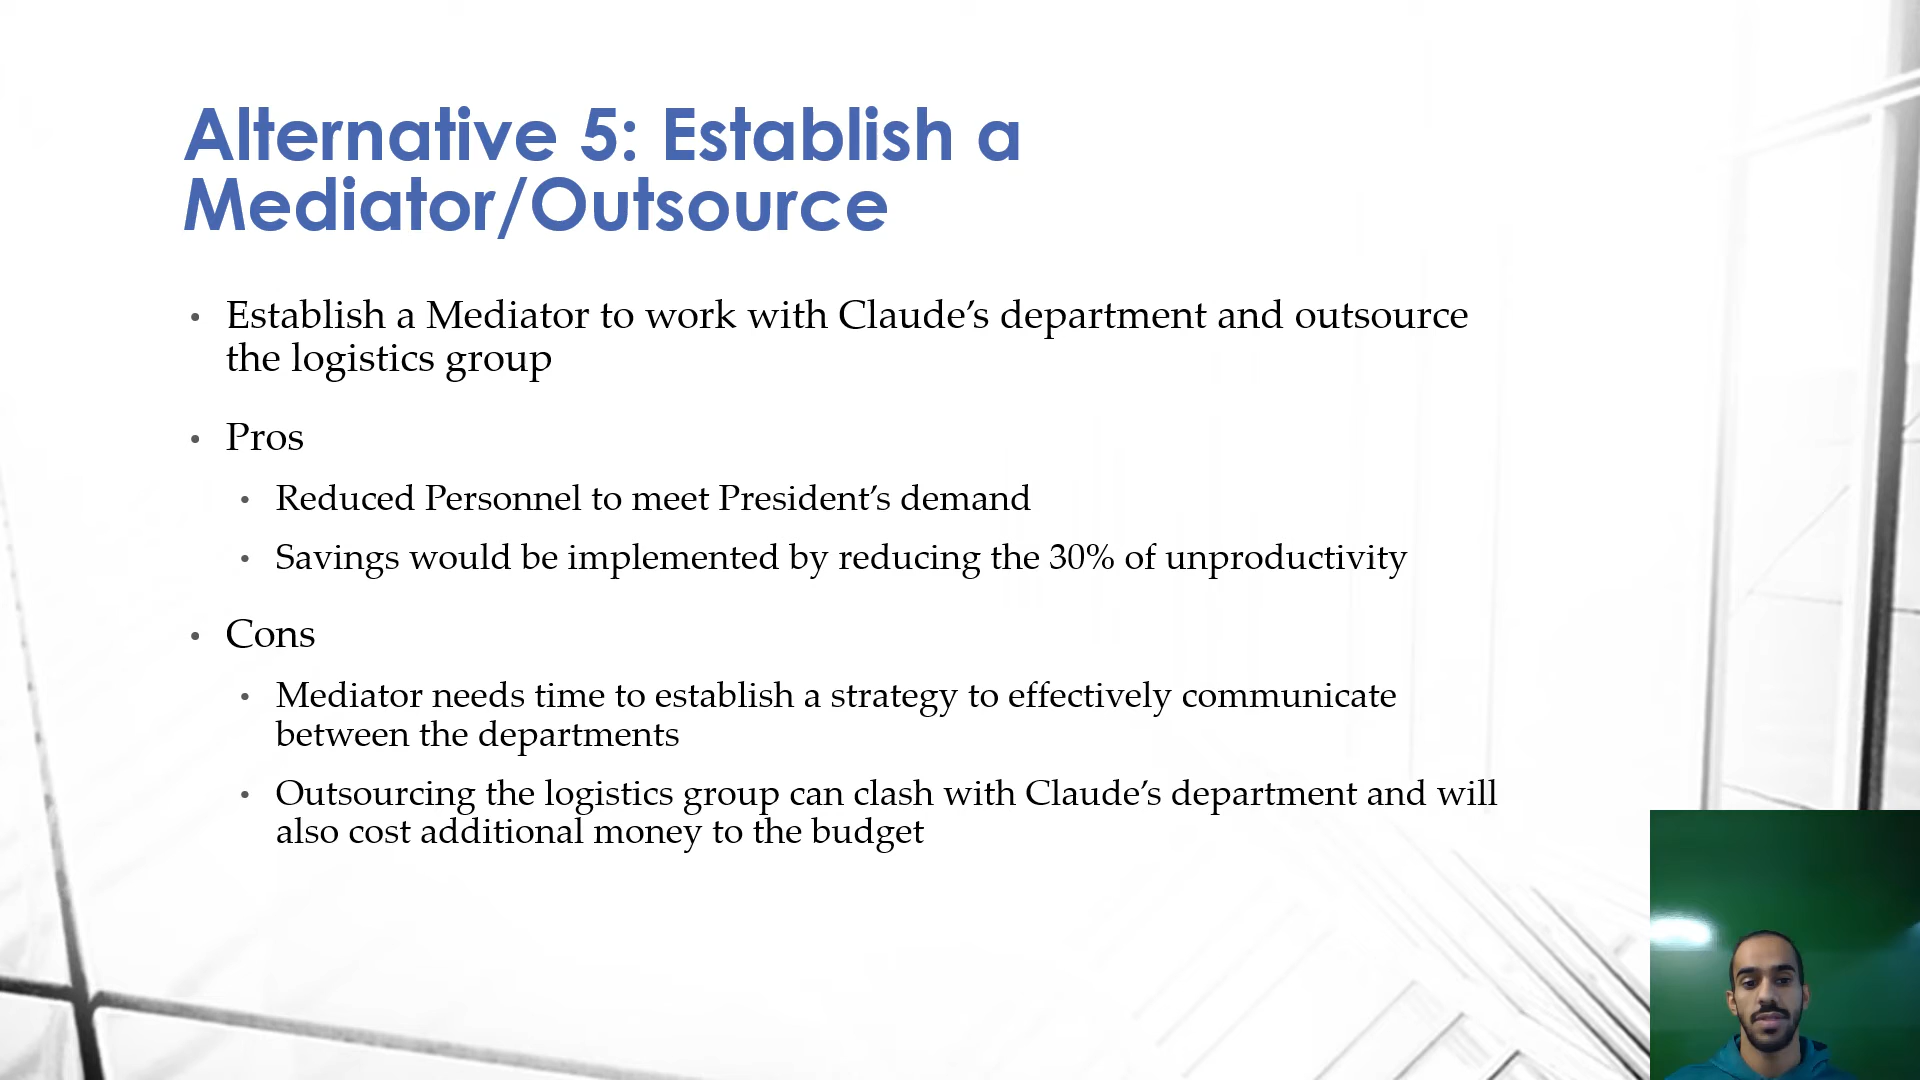 Alternative 5: Establish a
Mediator/Outsource
• Establish a Mediator to work with Claude’s department and outsource
the logistics group
• Pros
• Reduced Personnel to meet President’s demand
• Savings would be implemented by reducing the 30% of unproductivity
• Cons
• Mediator needs time to establish a strategy to effectively communicate
between the departments
• Outsourcing the logistics group can clash with Claude’s department and will
also cost additional money to the budget